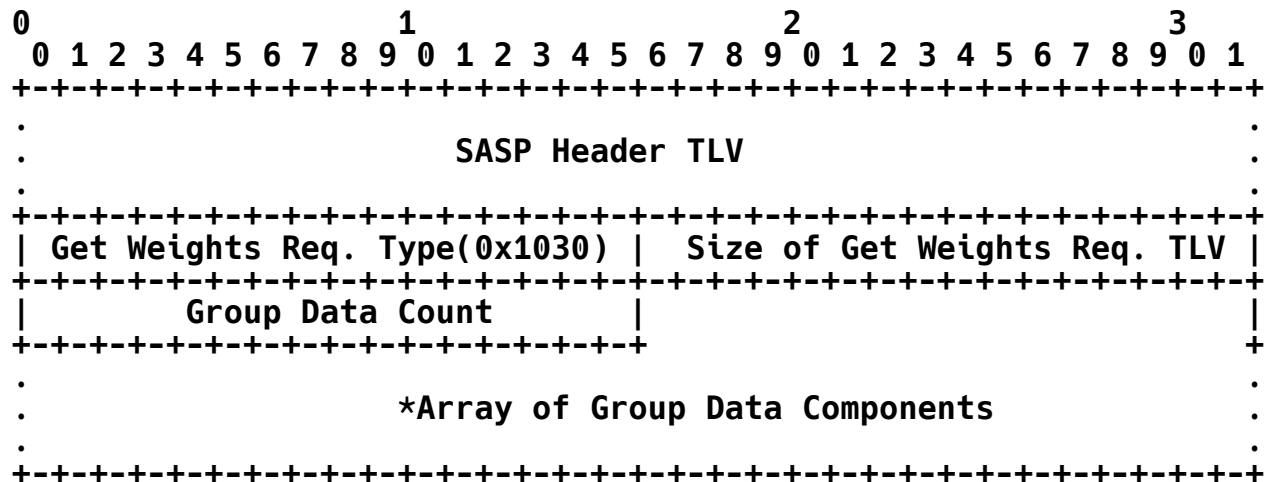 0                   1                   2                   3
 0 1 2 3 4 5 6 7 8 9 0 1 2 3 4 5 6 7 8 9 0 1 2 3 4 5 6 7 8 9 0 1
+-+-+-+-+-+-+-+-+-+-+-+-+-+-+-+-+-+-+-+-+-+-+-+-+-+-+-+-+-+-+-+-+
.                                                               .
.                      SASP Header TLV                          .
.                                                               .
+-+-+-+-+-+-+-+-+-+-+-+-+-+-+-+-+-+-+-+-+-+-+-+-+-+-+-+-+-+-+-+-+
| Get Weights Req. Type(0x1030) |  Size of Get Weights Req. TLV |
+-+-+-+-+-+-+-+-+-+-+-+-+-+-+-+-+-+-+-+-+-+-+-+-+-+-+-+-+-+-+-+-+
|        Group Data Count       |                               |
+-+-+-+-+-+-+-+-+-+-+-+-+-+-+-+-+                               +
.                                                               .
.                   *Array of Group Data Components             .
.                                                               .
+-+-+-+-+-+-+-+-+-+-+-+-+-+-+-+-+-+-+-+-+-+-+-+-+-+-+-+-+-+-+-+-+